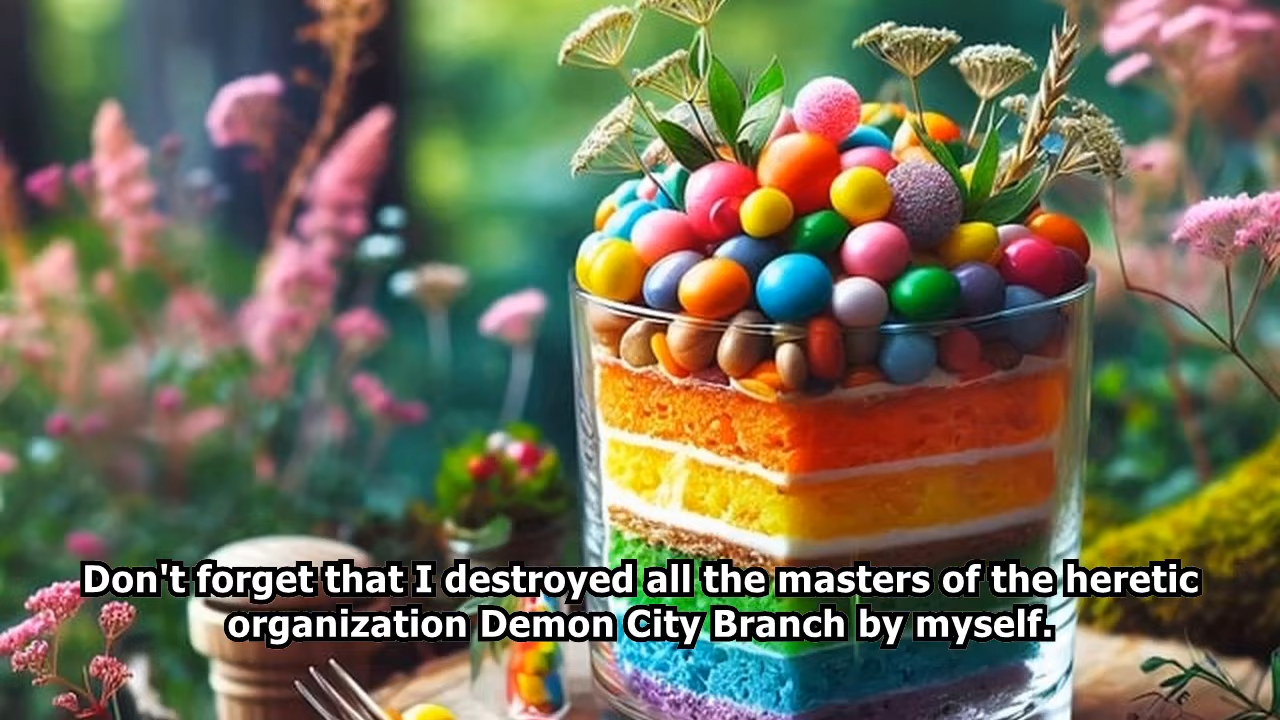 Don't forget that I destroyed all the masters of the heretic
organization Demon City Branch by myself.